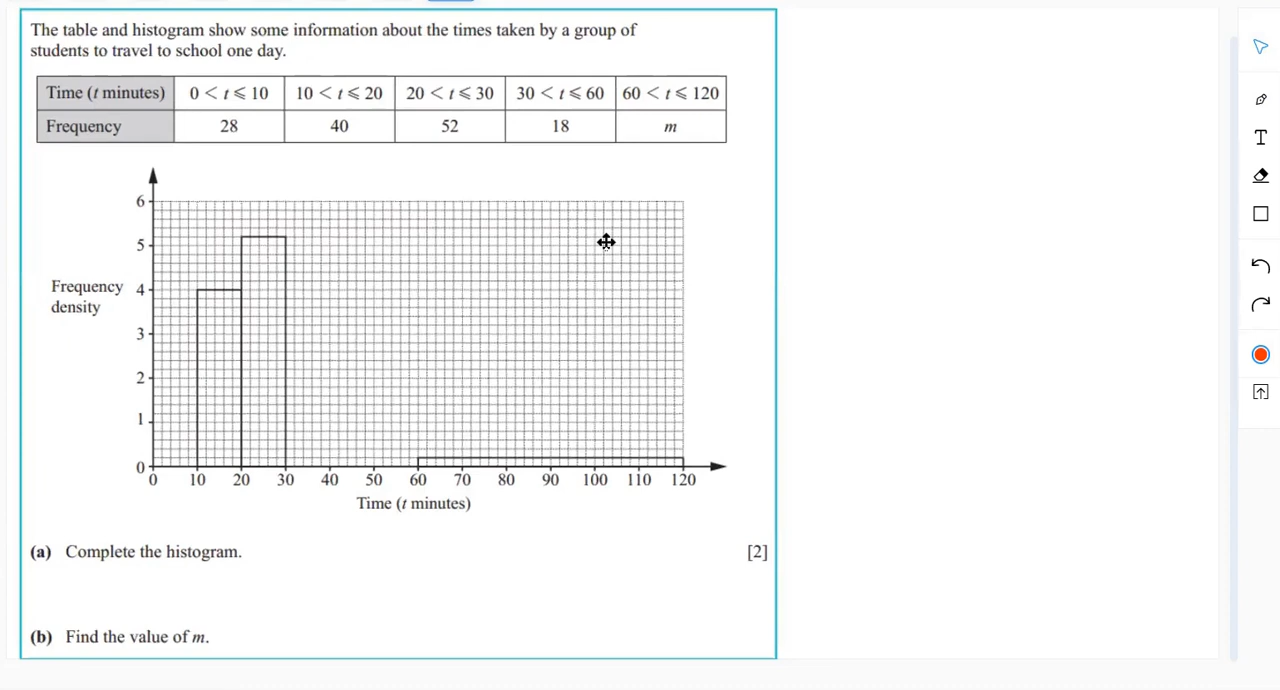 The table and histogram show some information about the times taken by a group of
students to travel to school one day.
Time (t minutes) 0 < t ⩽ 10 10 < t ⩽ 20 20 < t ⩽ 30 30 < t ⩽ 60 60 < t ⩽ 120
Frequency 28 40 52 18 m
6
5
Frequency 4
density
3
2
1
0
0 10 20 30 40 50 60 70 80 90 100 110 120
Time (t minutes)
(a) Complete the histogram. [2]
(b) Find the value of m.
T